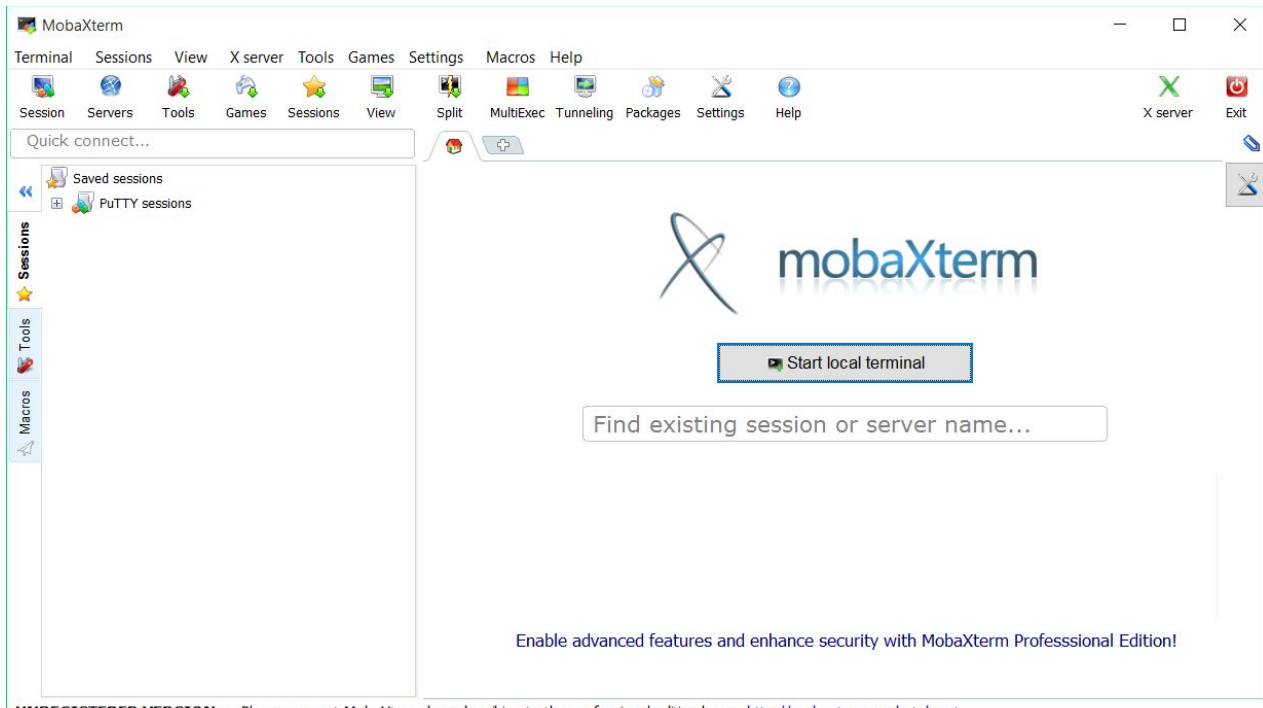 MobaXterm
Terminal Sessions View X server Tools Games Settings Macros Help
Session Servers Tools Games Sessions View Split MultiExec Tunneling Packages Settings Help X server Exit
Quick connect...
Saved sessions
PuTTY sessions
Sessions
Tools
Macros
mobaXterm
Start local terminal
Find existing session or server name...
Enable advanced features and enhance security with MobaXterm Professsional Edition!
UNREGISTERED VERSION